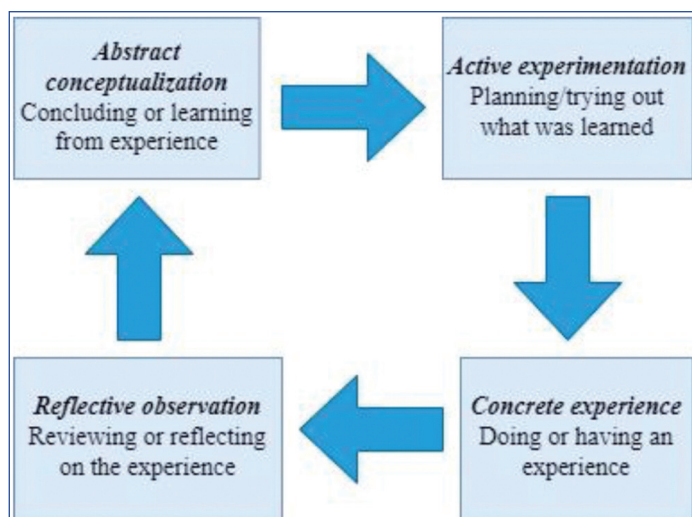 Abstract
conceptualization
Concluding or learning
from experience
Active experimentation
Planning/trying out
what was learned
Reflective observation
Reviewing or reflecting
on the experience
Concrete experience
Doing or having an
experience